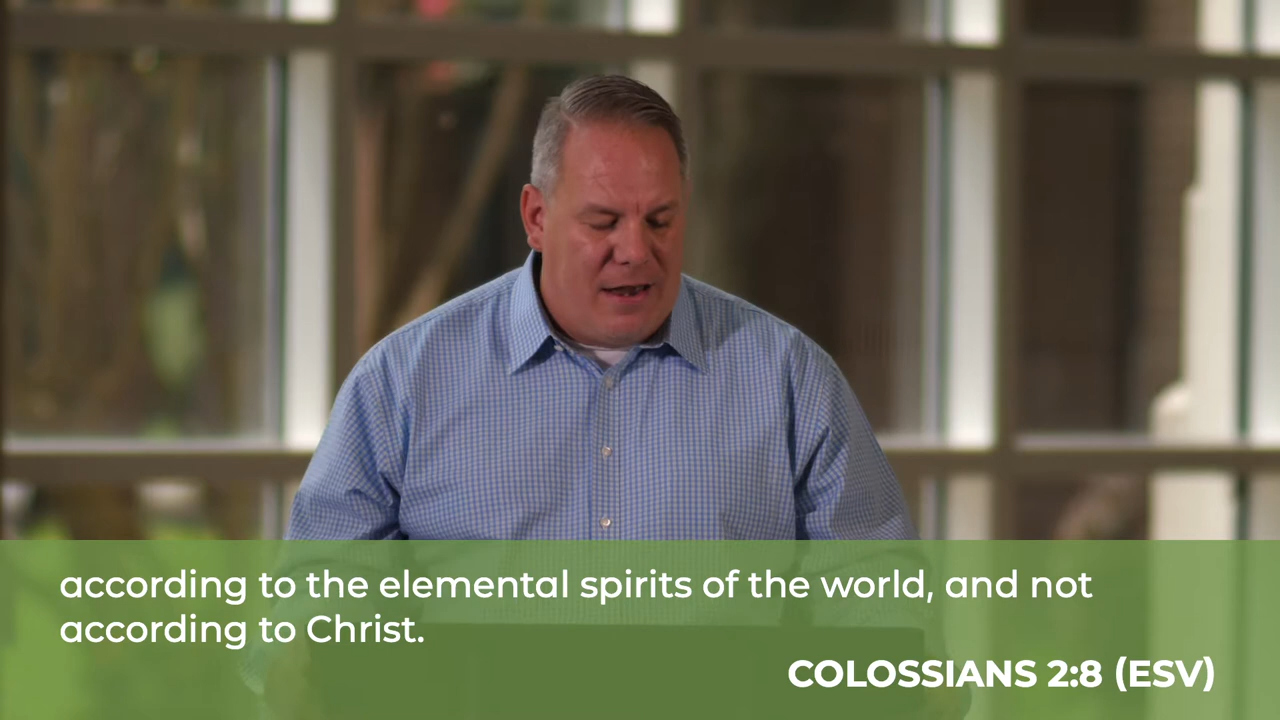 according to the elemental spirits of the world, and not
according to Christ.
COLOSSIANS 2:8 (ESV)